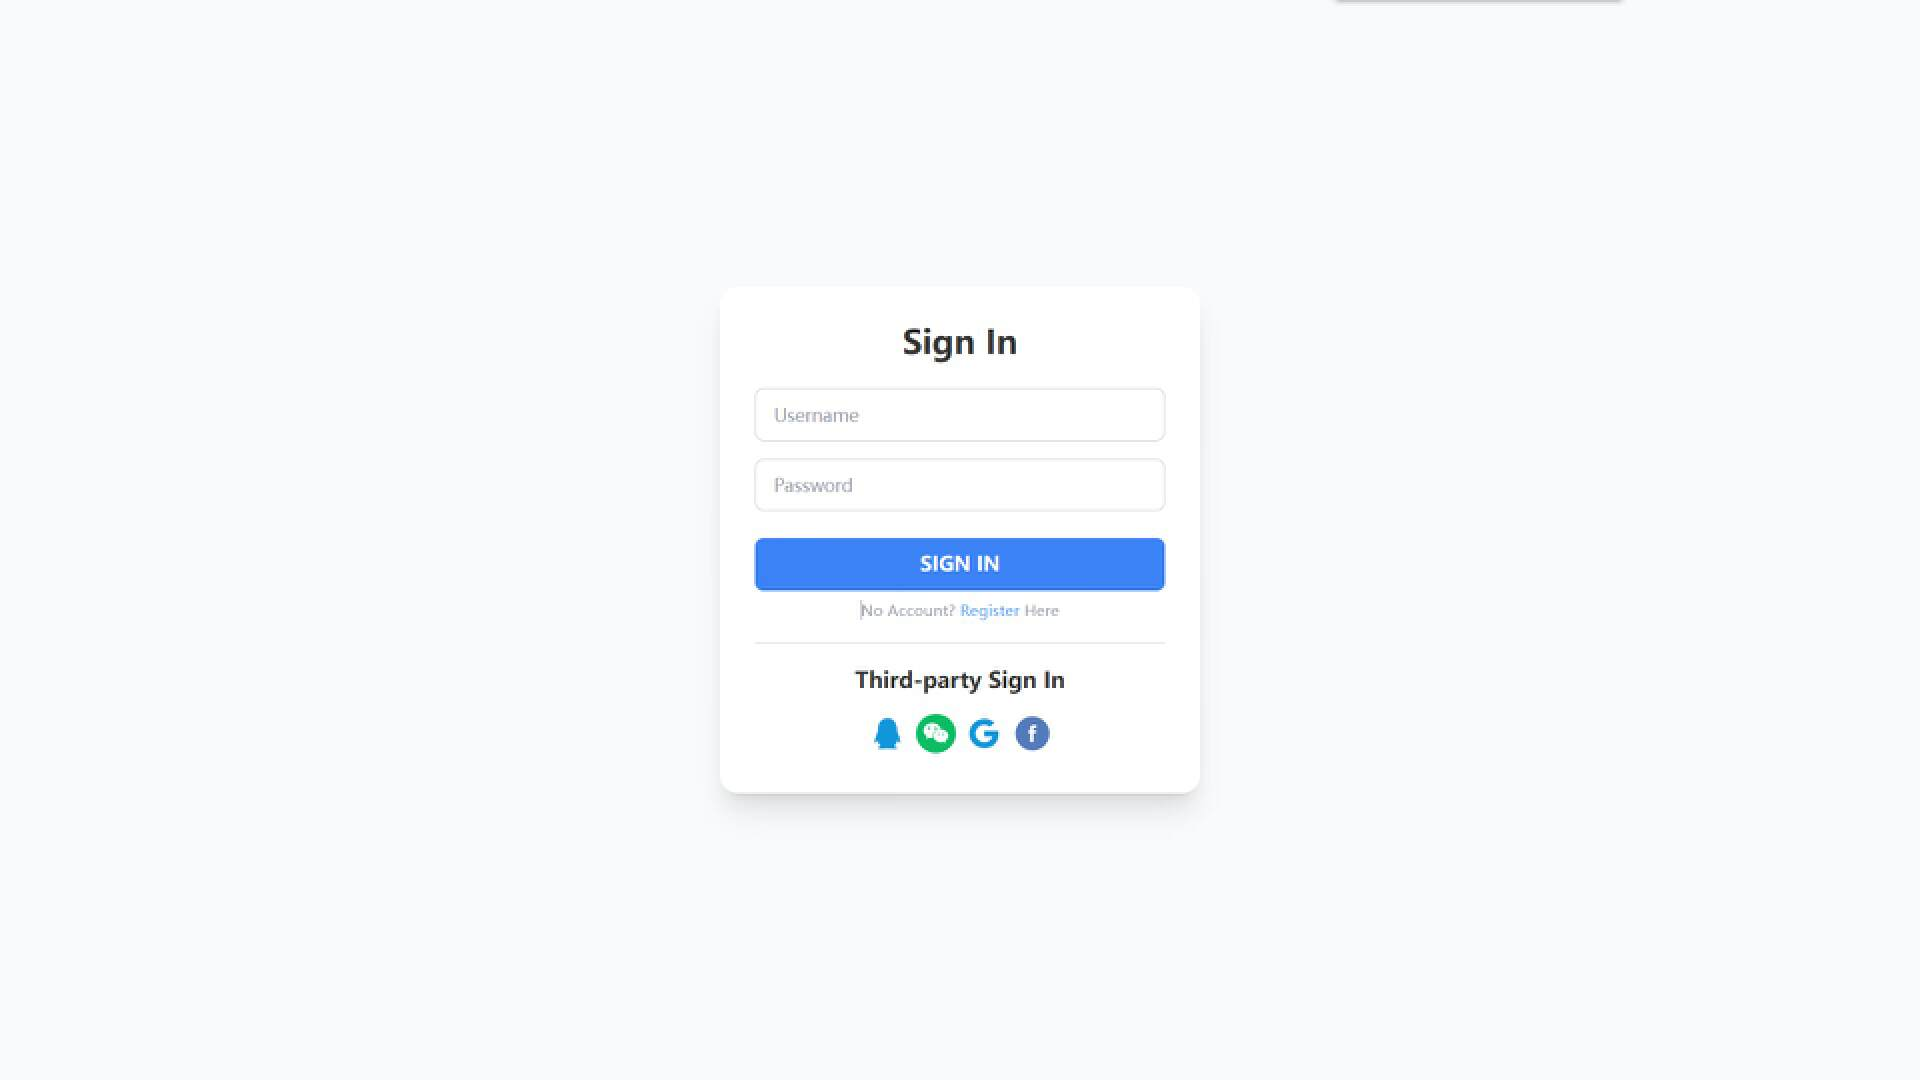 Sign In
Username
Password
SIGN IN
No Account? Register Here
Third-party Sign In